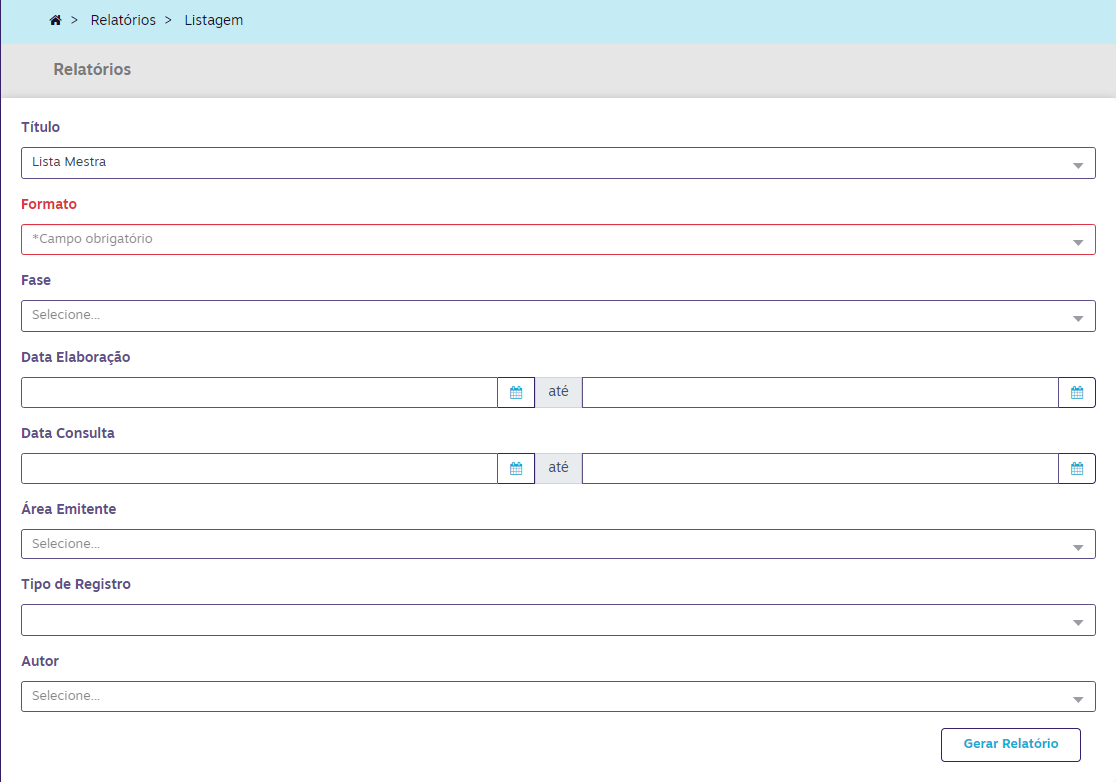 > Relatórios > Listagem
Relatórios
Título
Lista Mestra
Formato
*Campo obrigatório
Fase
Selecione...
Data Elaboração
até
Data Consulta
até
Área Emitente
Selecione...
Tipo de Registro
Autor
Selecione...
Gerar Relatório